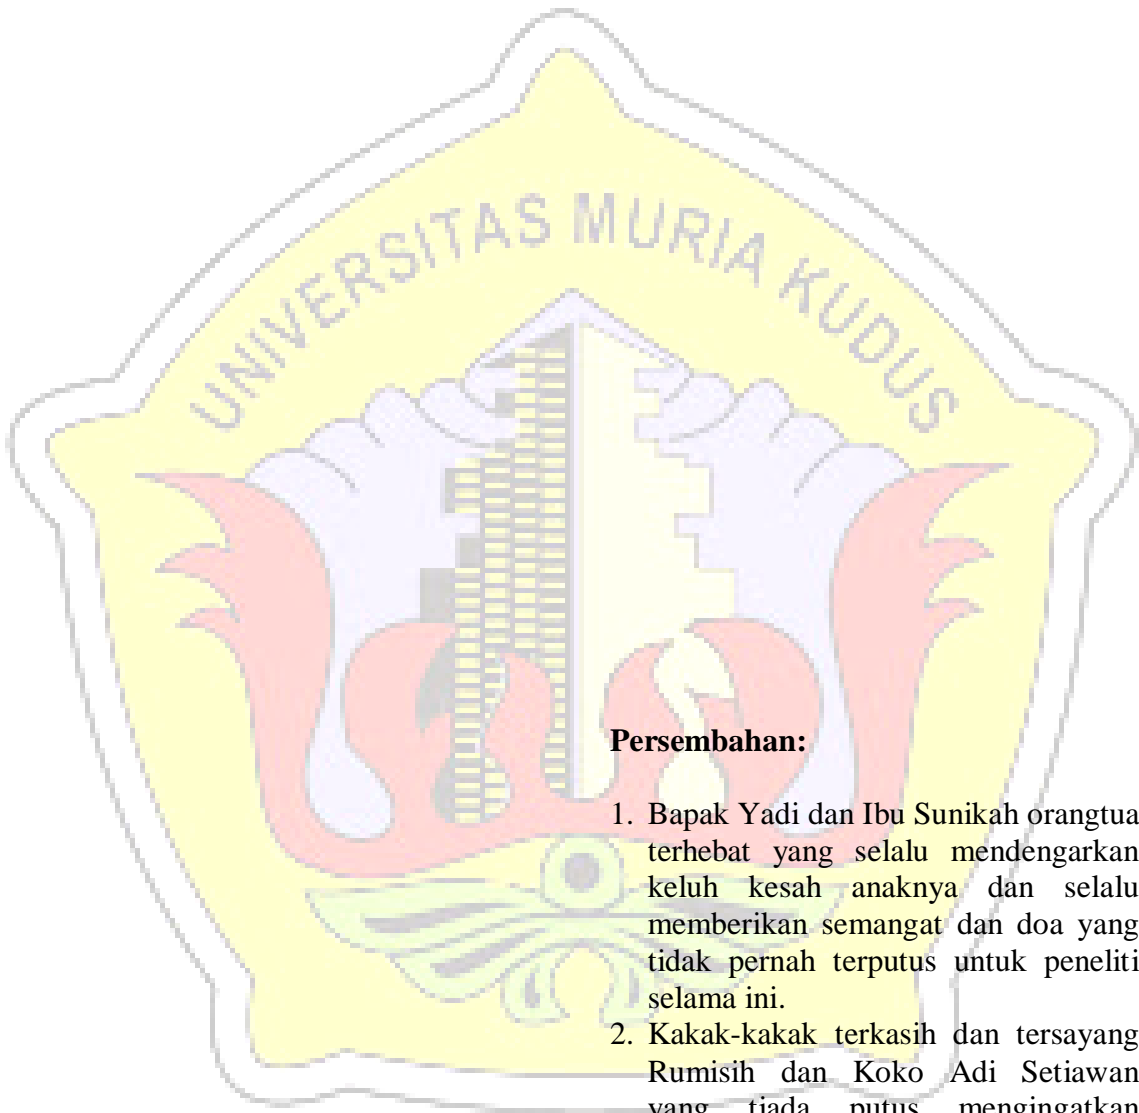 UNIVERSITAS MURIA KUDUS
Persembahan:
1. Bapak Yadi dan Ibu Sunikah orangtua
terhebat yang selalu mendengarkan
keluh kesah anaknya dan selalu
memberikan semangat dan doa yang
tidak pernah terputus untuk peneliti
selama ini.
2. Kakak-kakak terkasih dan tersayang
Rumisih dan Koko Adi Setiawan
yang tiada putus mengingatkan